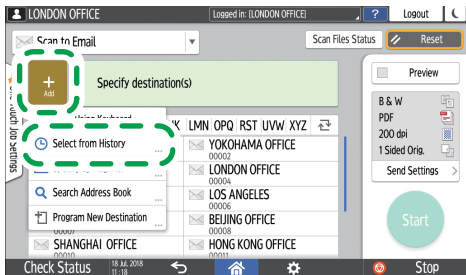 LONDON OFFICE
Logged in: [LONDON OFFICE]
?
Logout
Scan to Email
Scan Files Status
Reset
Add
Specify destination(s)
Preview
B & W
PDF
200 dpi
1 Sided Orig.
Send Settings
Start
LMN OPQ RST UVW XYZ
Select from History
...
Search Address Book
...
Program New Destination
...
YOKOHAMA OFFICE
00002
LONDON OFFICE
00004
LOS ANGELES
00006
BEIJING OFFICE
00008
SHANGHAI OFFICE
00010
HONG KONG OFFICE
00011
Check Status
18 Jul. 2018
11:18
Stop